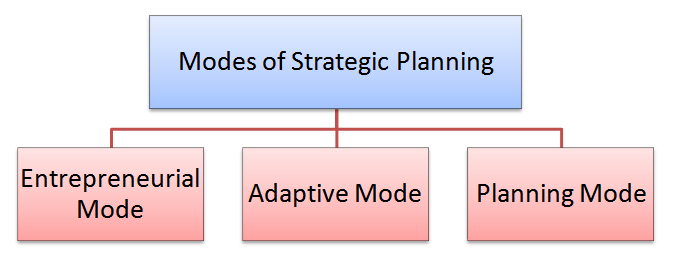 Modes of Strategic Planning
Entrepreneurial
Mode
Adaptive Mode
Planning Mode